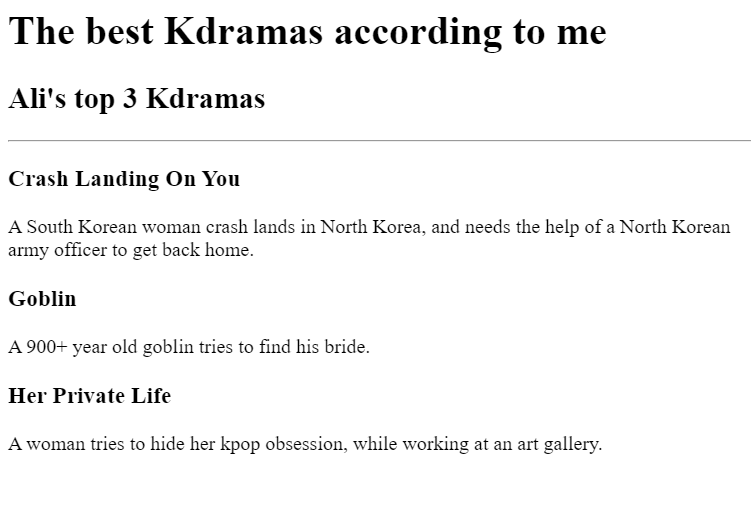 The best Kdramas according to me
Ali's top 3 Kdramas
Crash Landing On You
A South Korean woman crash lands in North Korea, and needs the help of a North Korean
army officer to get back home.
Goblin
A 900+ year old goblin tries to find his bride.
Her Private Life
A woman tries to hide her kpop obsession, while working at an art gallery.